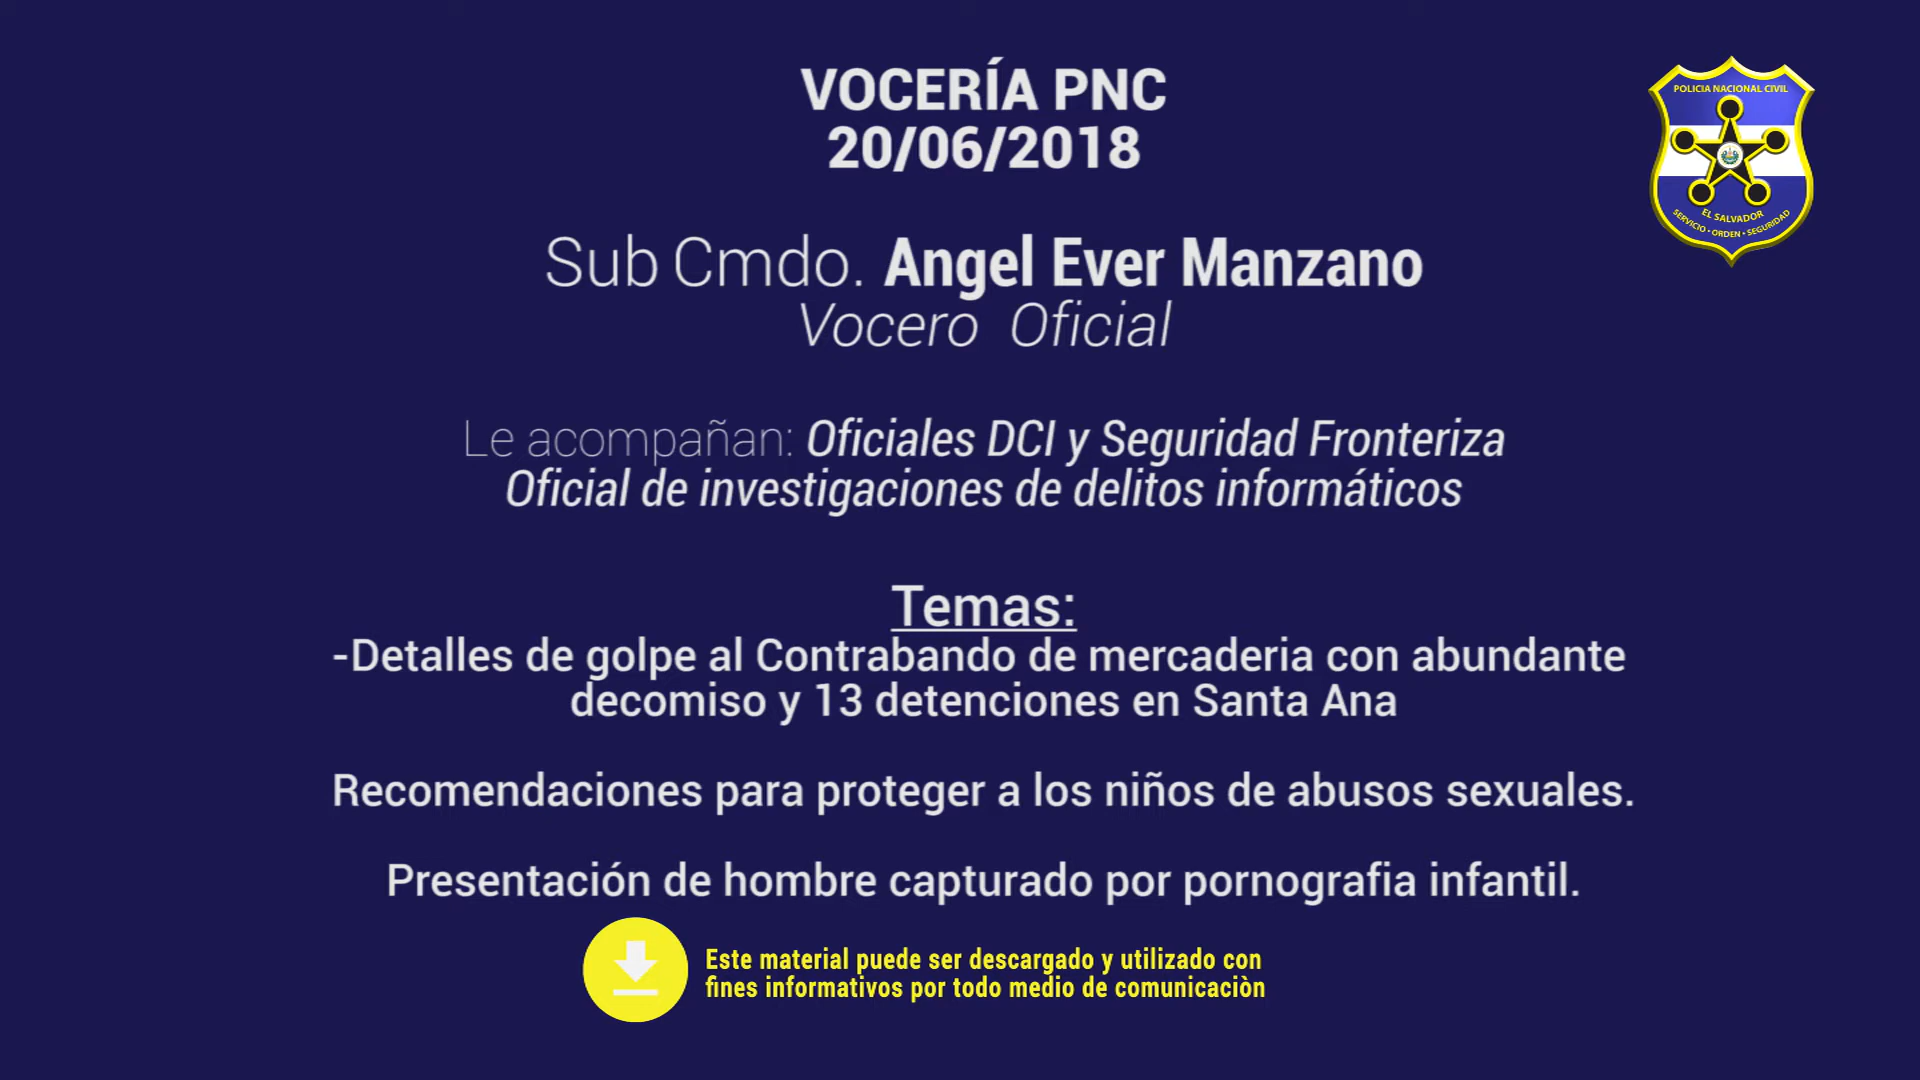 VOCERÍA PNC
20/06/2018
POLICIA NACIONAL CIVIL
EL SALVADOR
SERVICIO • ORDEN • SEGURIDAD
Sub Cmdo. Angel Ever Manzano
Vocero Oficial
Le acompañan: Oficiales DCI y Seguridad Fronteriza
Oficial de investigaciones de delitos informáticos
Temas:
-Detalles de golpe al Contrabando de mercaderia con abundante
decomiso y 13 detenciones en Santa Ana
Recomendaciones para proteger a los niños de abusos sexuales.
Presentación de hombre capturado por pornografia infantil.
Este material puede ser descargado y utilizado con
fines informativos por todo medio de comunicaciòn